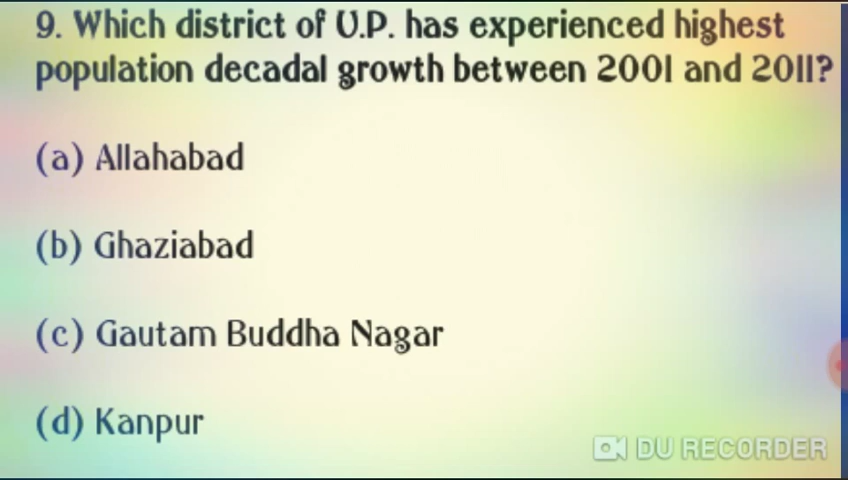 9. Which district of U.P. has experienced highest
population decadal growth between 2001 and 2011?
(a) Allahabad
(b) Ghaziabad
(c) Gautam Buddha Nagar
(d) Kanpur
DU RECORDER